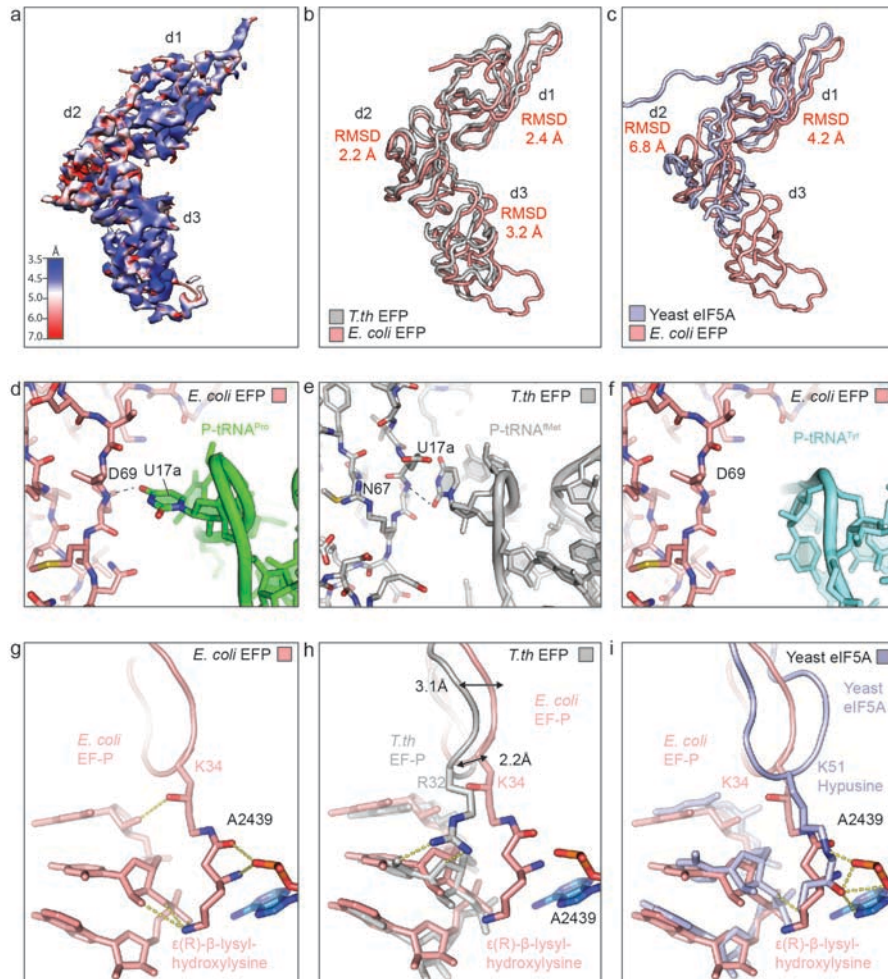 a
d1
d2
d3
Å
3.5
4.0
5.0
6.0
7.0
b
d2
RMSD
2.2 Å
d1
RMSD
2.4 Å
d3
RMSD
3.2 Å
T.th EFP
E. coli EFP
c
d2
RMSD
6.8 Å
d1
RMSD
4.2 Å
d3
Yeast eIF5A
E. coli EFP
d
E. coli EFP
P-tRNAPro
D69
U17a
e
T.th EFP
P-tRNAfMet
U17a
N67
f
E. coli EFP
P-tRNATyr
D69
g
E. coli EFP
E. coli
EF-P
K34
A2439
ε(R)-β-lysyl-
hydroxylysine
h
T.th EFP
3.1Å
E. coli
EF-P
T.th
EF-P
2.2Å
R32
K34
A2439
ε(R)-β-lysyl-
hydroxylysine
i
Yeast eIF5A
Yeast
eIF5A
E. coli
EF-P
K34
K51
Hypusine
A2439
ε(R)-β-lysyl-
hydroxylysine